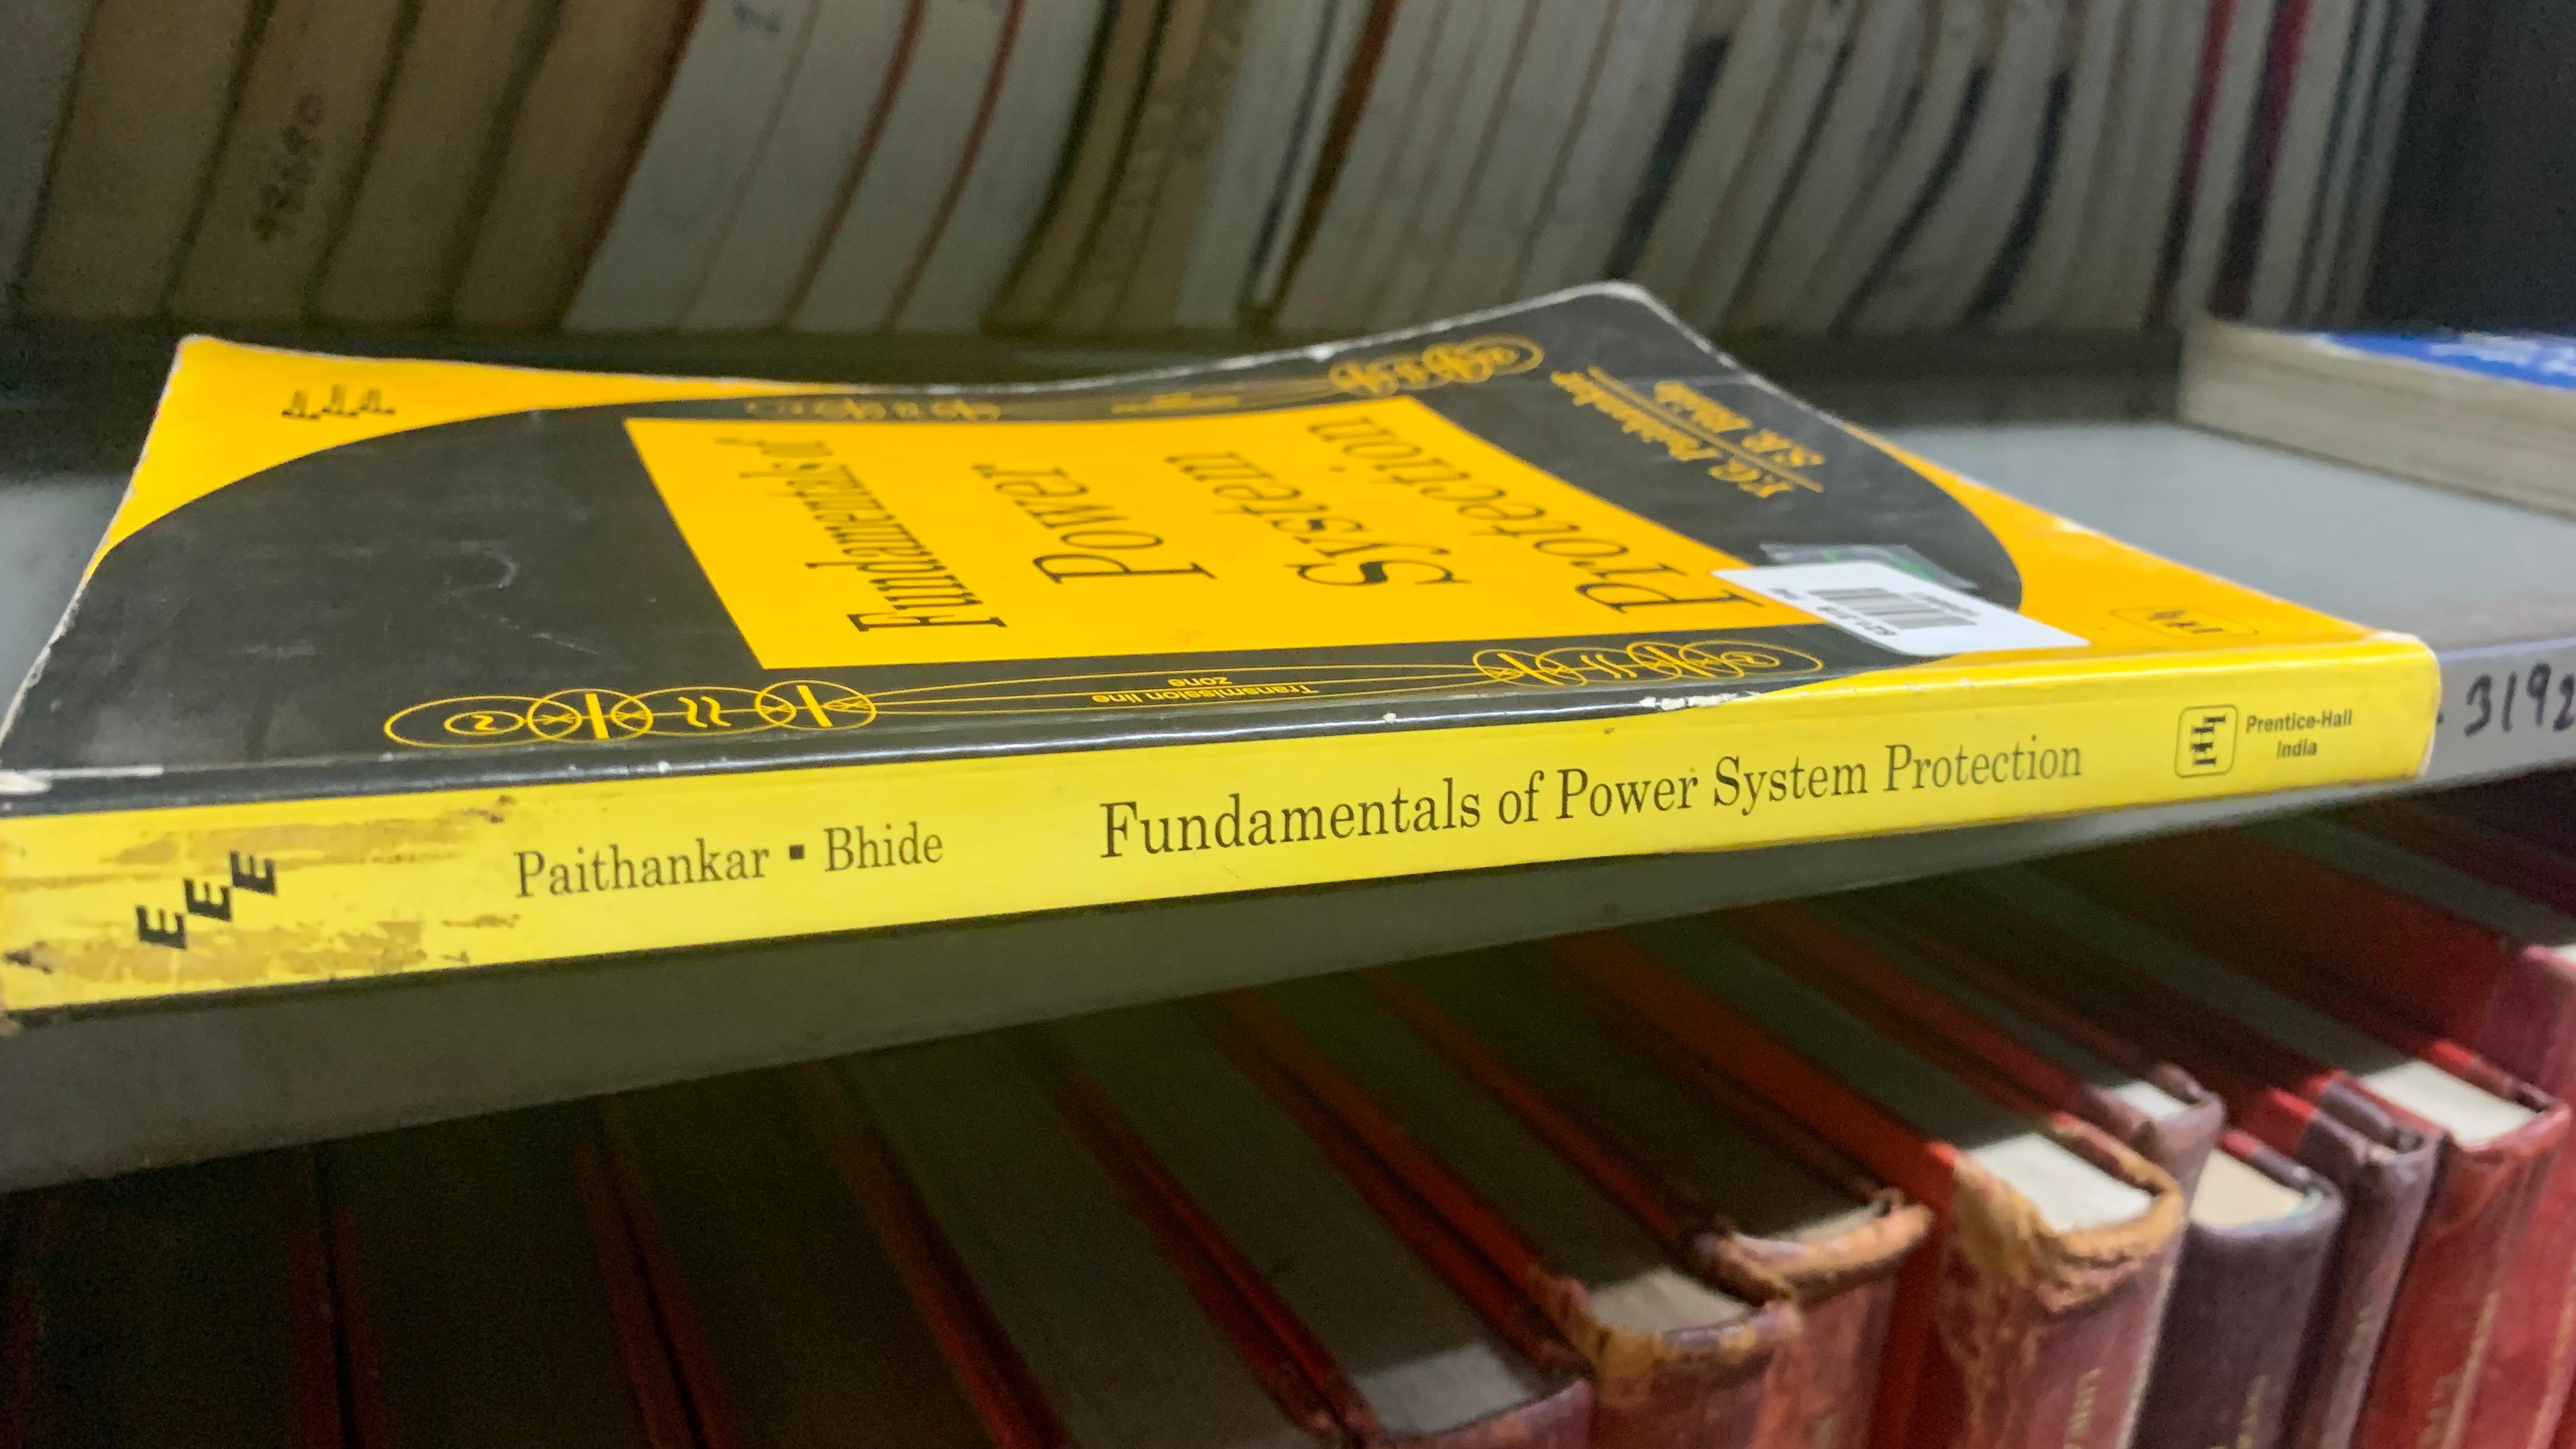 Fundamentals of
Power
System
Protection
Y.G. Paithankar
S.R. Bhide
Transmission line
zone
EEE
Paithankar ▪ Bhide
Fundamentals of Power System Protection
Prentice-Hall
India
3192